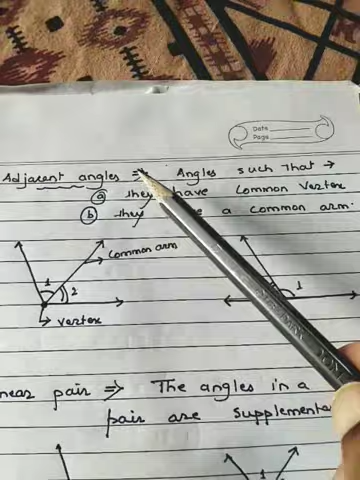 Date
Page
Adjacent angles ⇒ Angles such that →
(a) they have Common Vertex
(b) they a common arm.
Common arm
1
2
1
→ Vertex
near pair ⇒ The angles in a
pair are supplementa
1